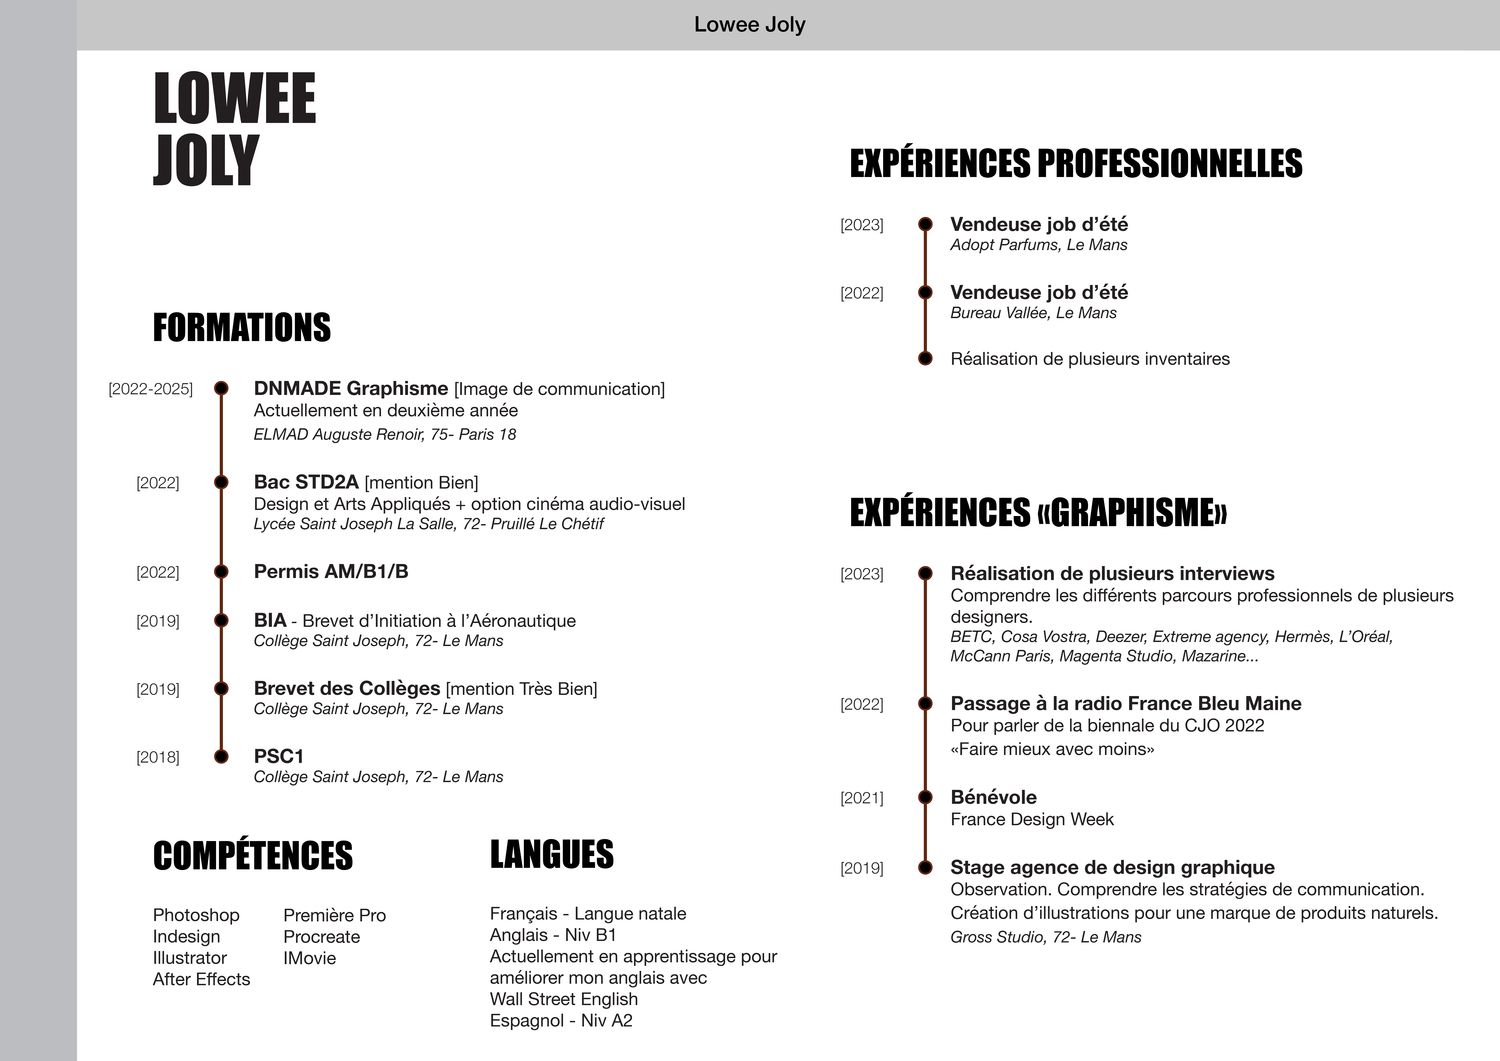 Lowee Joly
LOWEE
JOLY
FORMATIONS
[2022-2025]
DNMADE Graphisme [Image de communication]
Actuellement en deuxième année
ELMAD Auguste Renoir, 75- Paris 18
[2022]
Bac STD2A [mention Bien]
Design et Arts Appliqués + option cinéma audio-visuel
Lycée Saint Joseph La Salle, 72- Pruillé Le Chétif
[2022]
Permis AM/B1/B
[2019]
BIA - Brevet d'Initiation à l'Aéronautique
Collège Saint Joseph, 72- Le Mans
[2019]
Brevet des Collèges [mention Très Bien]
Collège Saint Joseph, 72- Le Mans
[2018]
PSC1
Collège Saint Joseph, 72- Le Mans
COMPÉTENCES
Photoshop
Indesign
Illustrator
After Effects
Première Pro
Procreate
IMovie
LANGUES
Français - Langue natale
Anglais - Niv B1
Actuellement en apprentissage pour
améliorer mon anglais avec
Wall Street English
Espagnol - Niv A2
EXPÉRIENCES PROFESSIONNELLES
[2023]
Vendeuse job d'été
Adopt Parfums, Le Mans
[2022]
Vendeuse job d'été
Bureau Vallée, Le Mans
Réalisation de plusieurs inventaires
EXPÉRIENCES «GRAPHISME»
[2023]
Réalisation de plusieurs interviews
Comprendre les différents parcours professionnels de plusieurs
designers.
BETC, Cosa Vostra, Deezer, Extreme agency, Hermès, L'Oréal,
McCann Paris, Magenta Studio, Mazarine...
[2022]
Passage à la radio France Bleu Maine
Pour parler de la biennale du CJO 2022
«Faire mieux avec moins»
[2021]
Bénévole
France Design Week
[2019]
Stage agence de design graphique
Observation. Comprendre les stratégies de communication.
Création d'illustrations pour une marque de produits naturels.
Gross Studio, 72- Le Mans